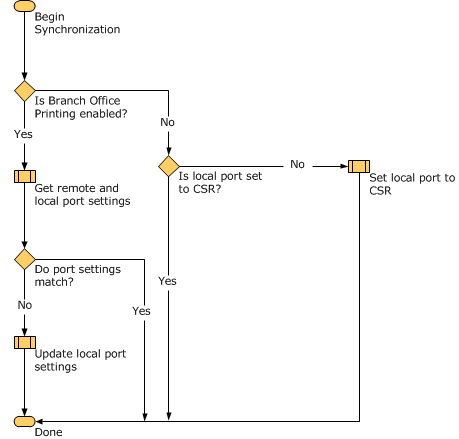 Begin
Synchronization
Is Branch Office
Printing enabled?
No
Yes
Is local port set
to CSR?
No
Set local port to
CSR
Get remote and
local port settings
Do port settings
match?
Yes
No
Yes
Update local port
settings
Done